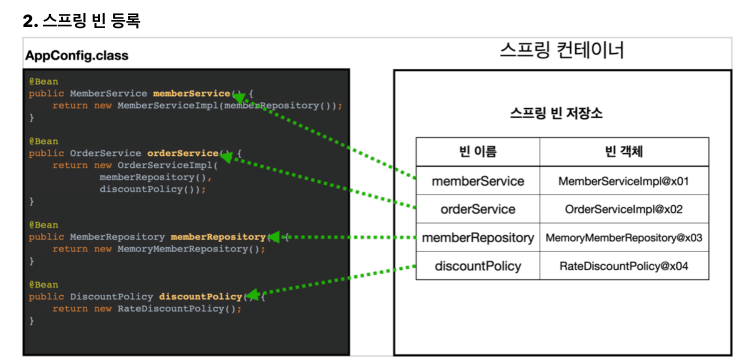 2. 스프링 빈 등록
AppConfig.class
@Bean
public MemberService memberService() {
return new MemberServiceImpl(memberRepository());
}
@Bean
public OrderService orderService() {
return new OrderServiceImpl(
memberRepository(),
discountPolicy());
}
@Bean
public MemberRepository memberRepository() {
return new MemoryMemberRepository();
}
@Bean
public DiscountPolicy discountPolicy() {
return new RateDiscountPolicy();
}
스프링 컨테이너
스프링 빈 저장소
빈 이름 빈 객체
memberService MemberServiceImpl@x01
orderService OrderServiceImpl@x02
memberRepository MemoryMemberRepository@x03
discountPolicy RateDiscountPolicy@x04